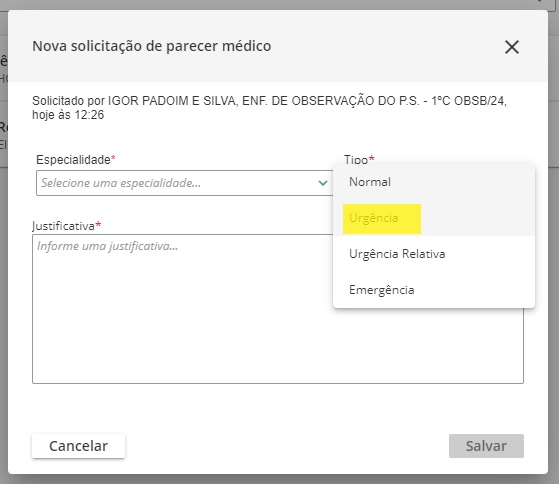 Nova solicitação de parecer médico
Solicitado por IGOR PADOIM E SILVA, ENF. DE OBSERVAÇÃO DO P.S. - 1ºC OBSB/24,
hoje às 12:26
Especialidade*
Tipo*
Selecione uma especialidade...
Normal
Urgência
Urgência Relativa
Emergência
Justificativa*
Informe uma justificativa...
Cancelar
Salvar